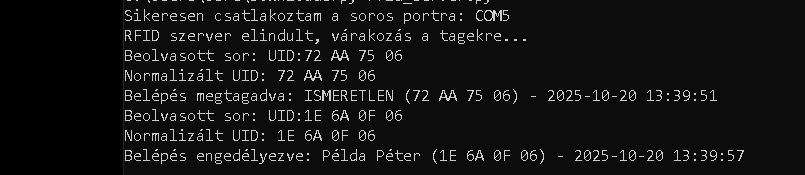 Sikeresen csatlakoztam a soros portra: COM5
RFID szerver elindult, várakozás a tagekre...
Beolvasott sor: UID:72 AA 75 06
Normalizált UID: 72 AA 75 06
Belépés megtagadva: ISMERETLEN (72 AA 75 06) - 2025-10-20 13:39:51
Beolvasott sor: UID:1E 6A 0F 06
Normalizált UID: 1E 6A 0F 06
Belépés engedélyezve: Példa Péter (1E 6A 0F 06) - 2025-10-20 13:39:57